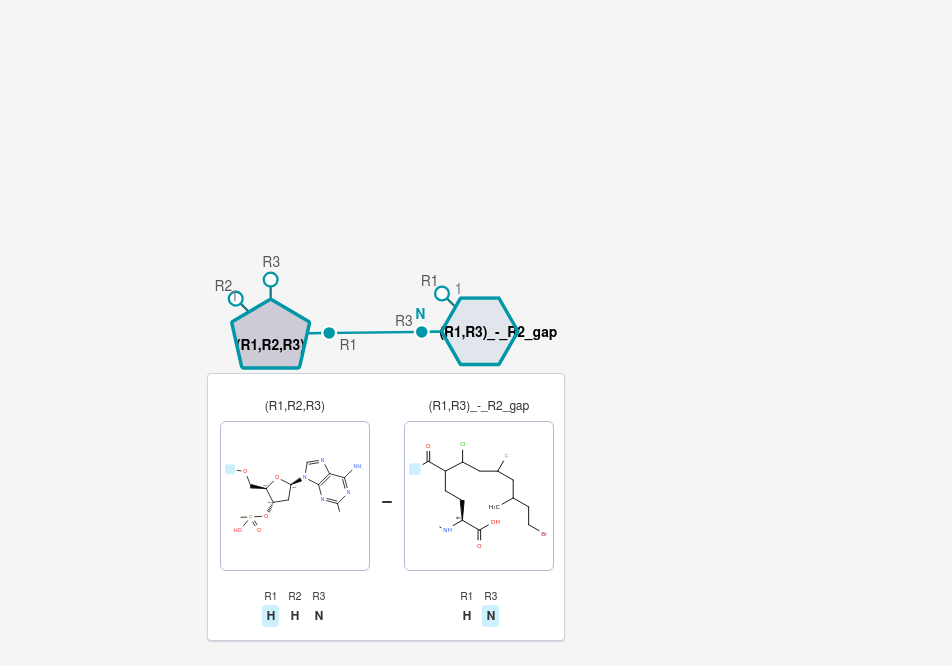 R3
R2 1
R1 1
N
R3
R1
(R1,R2,R3)
(R1,R3)_-_R2_gap
(R1,R2,R3) (R1,R3)_-_R2_gap
O O N N N NH₂ N N O P HO O
–
O Cl F H₃C NH OH O Br
R1 R2 R3 R1 R3
H H N H N